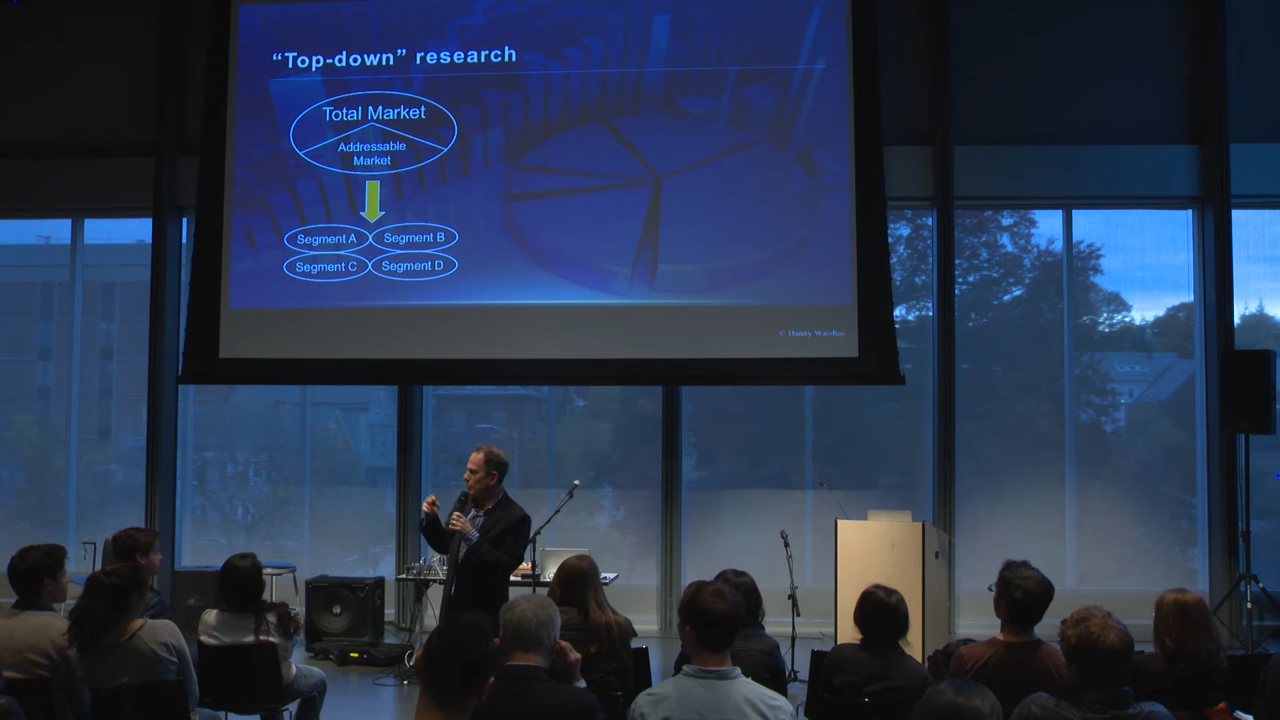 “Top-down” research
Total Market
Addressable
Market
Segment A
Segment B
Segment C
Segment D
© Danny Warshay